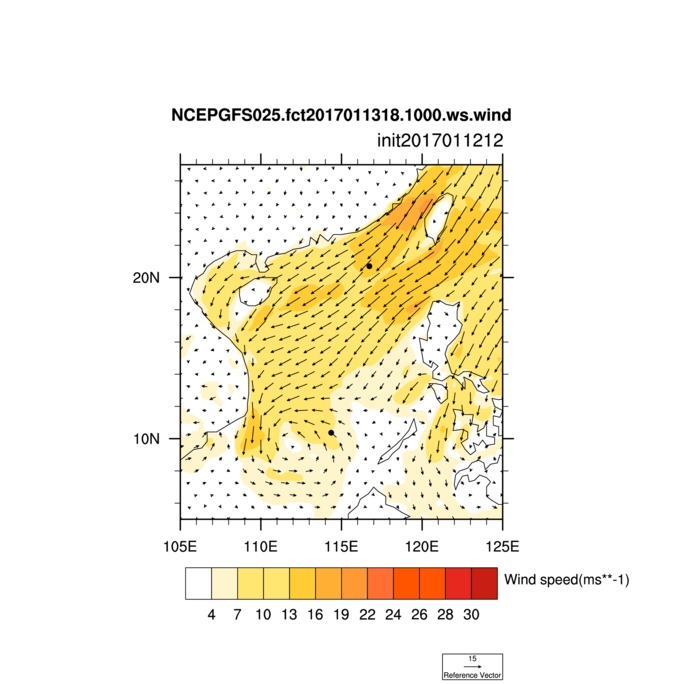 NCEPGFS025.fct2017011318.1000.ws.wind
init2017011212
20N
10N
105E 110E 115E 120E 125E
Wind speed(ms**-1)
4 7 10 13 16 19 22 24 26 28 30
15
Reference Vector